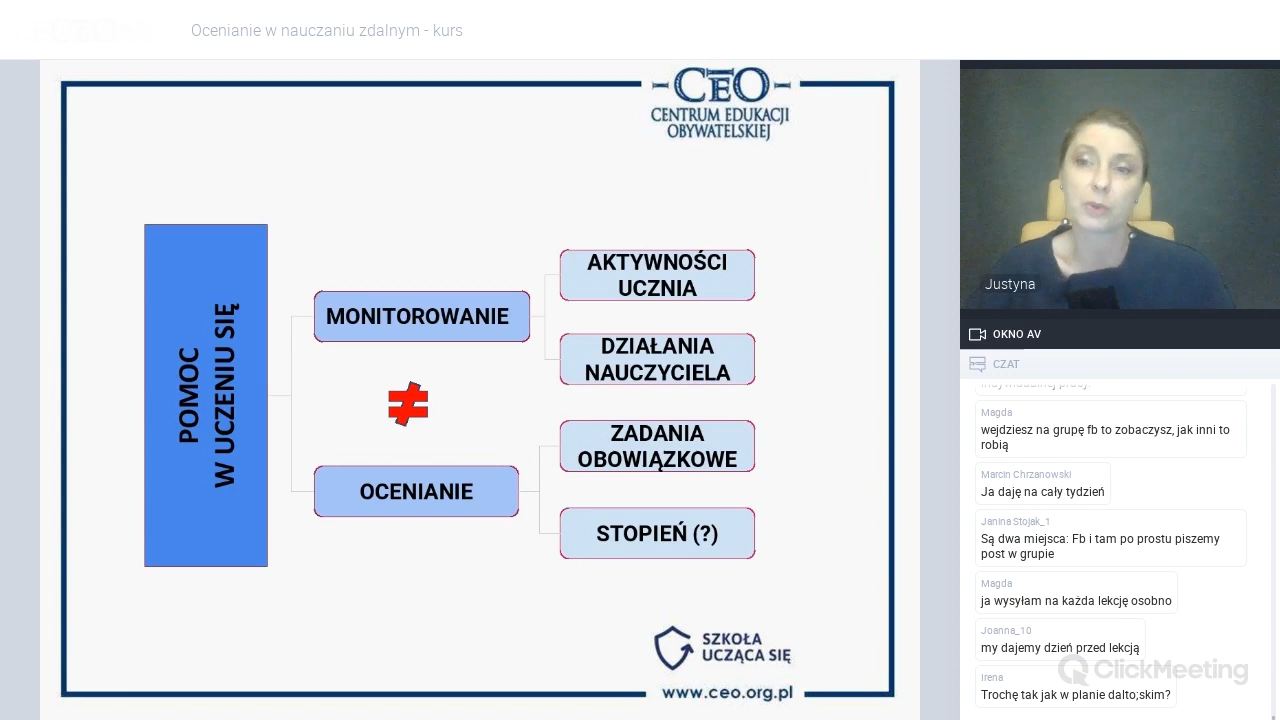 Ocenianie w nauczaniu zdalnym - kurs
CEO
CENTRUM EDUKACJI
OBYWATELSKIEJ
POMOC
W UCZENIU SIĘ
MONITOROWANIE
AKTYWNOŚCI
UCZNIA
DZIAŁANIA
NAUCZYCIELA
≠
OCENIANIE
ZADANIA
OBOWIĄZKOWE
STOPIEŃ (?)
SZKOŁA
UCZĄCA SIĘ
www.ceo.org.pl
Justyna
OKNO AV
CZAT
indywidualnej pracy.
Magda
wejdziesz na grupę fb to zobaczysz, jak inni to
robią
Marcin Chrzanowski
Ja daję na cały tydzień
Janina Stojak_1
Są dwa miejsca: Fb i tam po prostu piszemy
post w grupie
Magda
ja wysyłam na każda lekcję osobno
Joanna_10
my dajemy dzień przed lekcją
Irena
Trochę tak jak w planie dalto;skim?
ClickMeeting